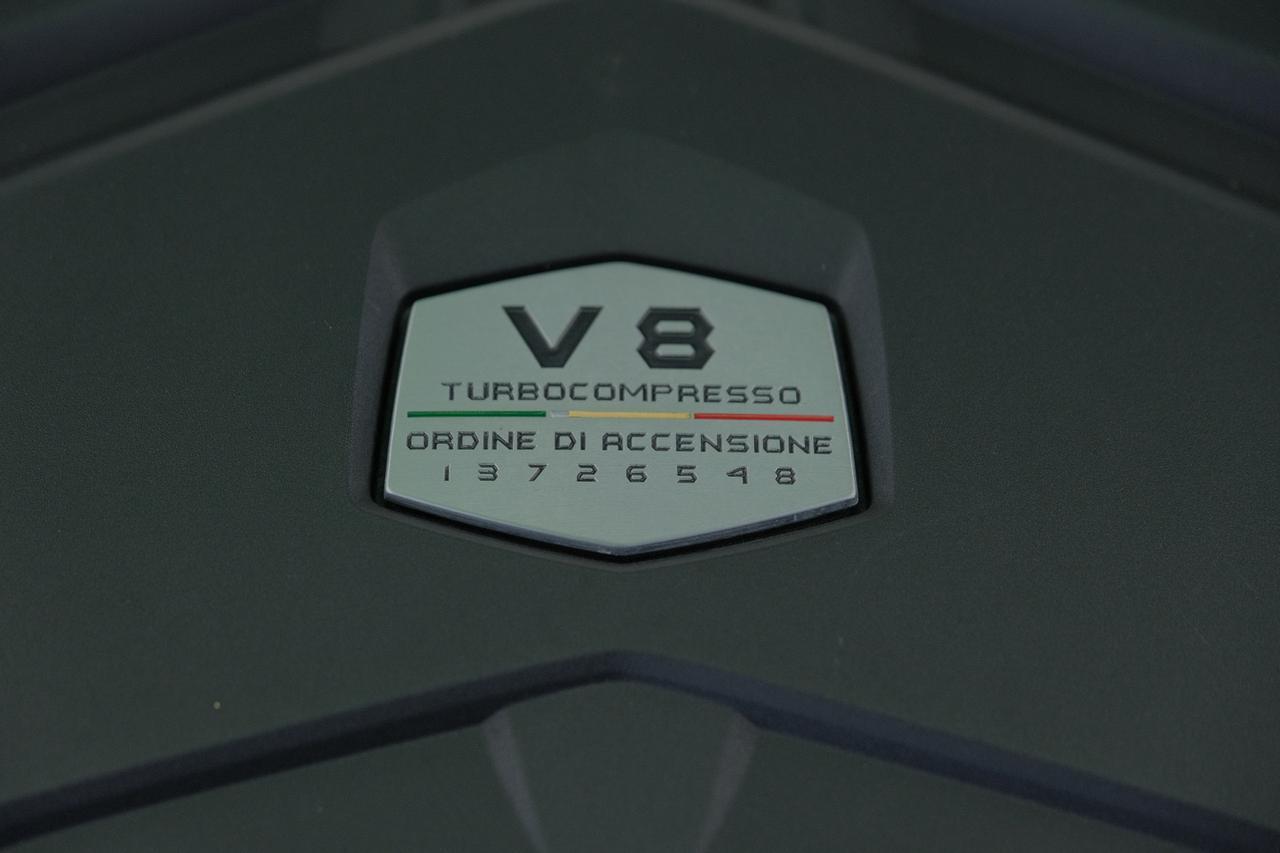 V8
TURBOCOMPRESSO
ORDINE DI ACCENSIONE
1 3 7 2 6 5 4 8